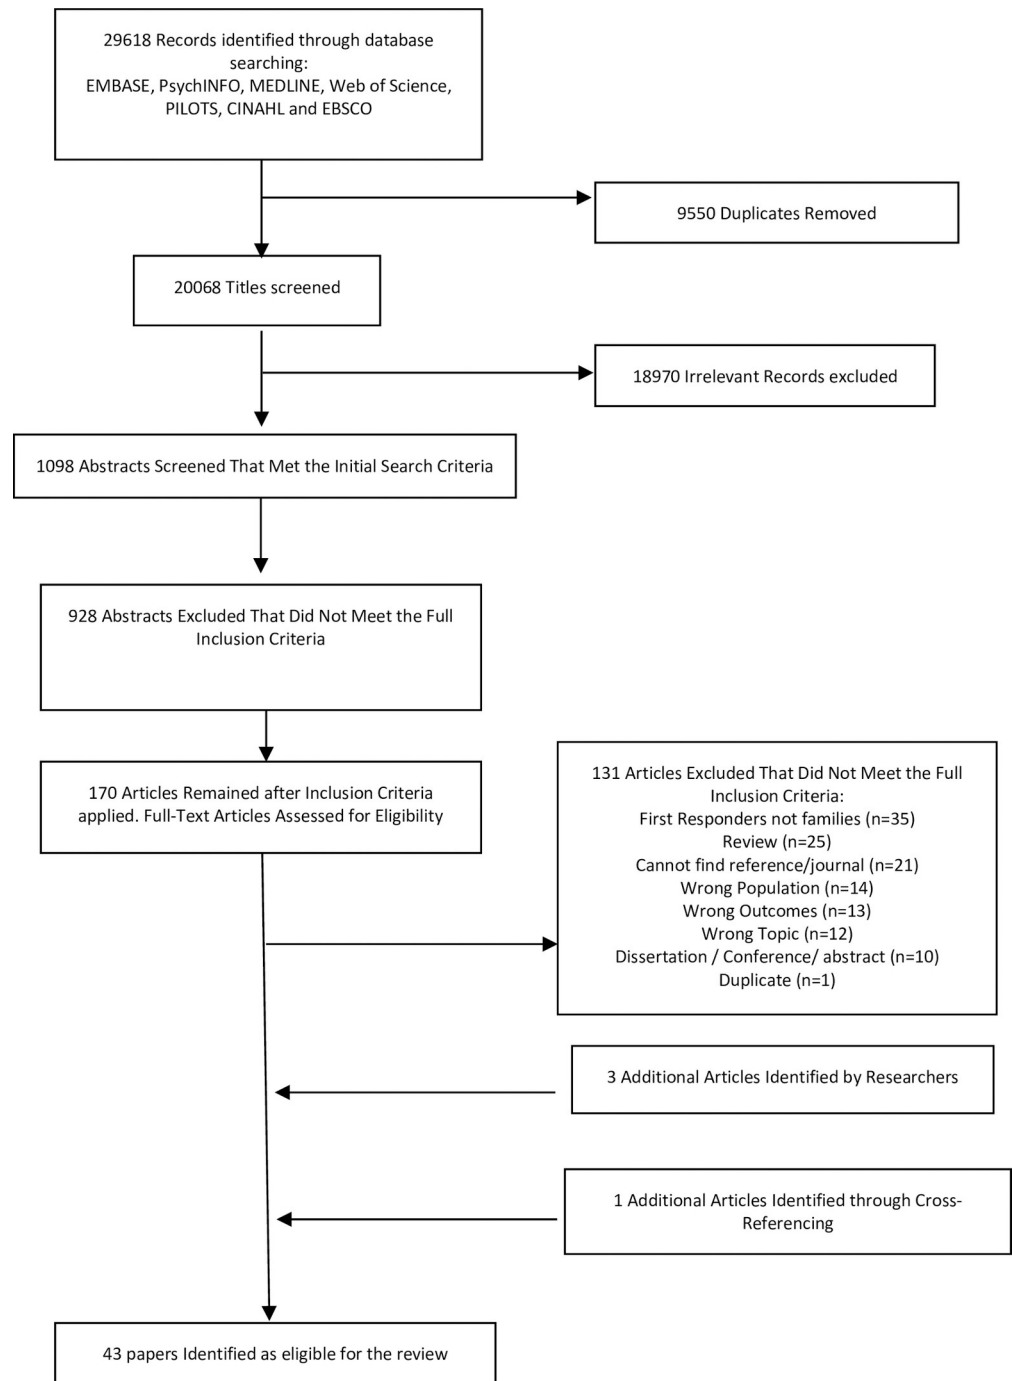 29618 Records identified through database
searching:
EMBASE, PsychINFO, MEDLINE, Web of Science,
PILOTS, CINAHL and EBSCO
9550 Duplicates Removed
20068 Titles screened
18970 Irrelevant Records excluded
1098 Abstracts Screened That Met the Initial Search Criteria
928 Abstracts Excluded That Did Not Meet the Full
Inclusion Criteria
170 Articles Remained after Inclusion Criteria
applied. Full-Text Articles Assessed for Eligibility
131 Articles Excluded That Did Not Meet the Full
Inclusion Criteria:
First Responders not families (n=35)
Review (n=25)
Cannot find reference/journal (n=21)
Wrong Population (n=14)
Wrong Outcomes (n=13)
Wrong Topic (n=12)
Dissertation / Conference/ abstract (n=10)
Duplicate (n=1)
3 Additional Articles Identified by Researchers
1 Additional Articles Identified through Cross-
Referencing
43 papers Identified as eligible for the review